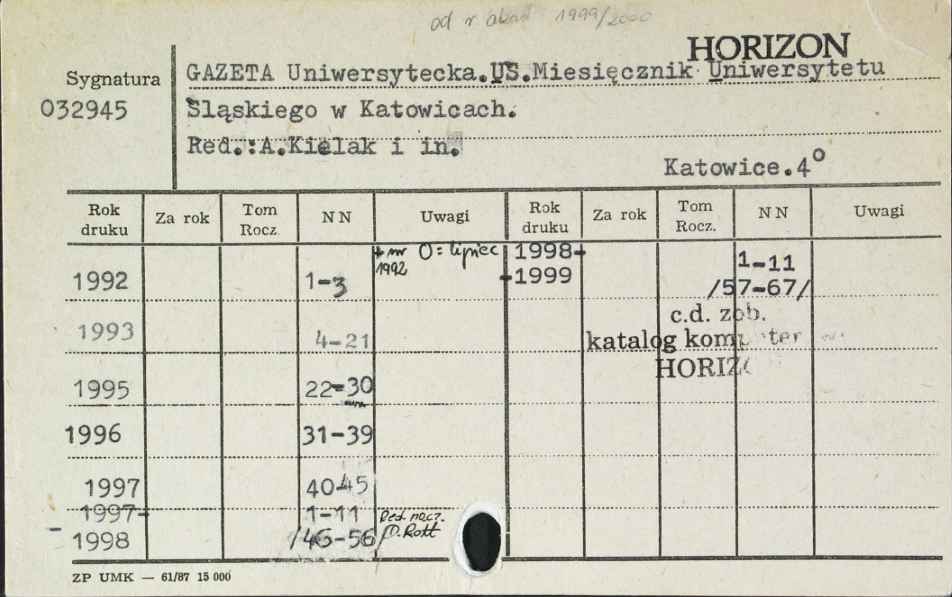 od r. akad 1999/2000
HORIZON
Sygnatura
032945
GAZETA Uniwersytecka.US.Miesięcznik Uniwersytetu
Śląskiego w Katowicach.
Red.:A.Kielak i in.
Katowice.4°
Rok druku Za rok Tom Rocz. NN Uwagi Rok druku Za rok Tom Rocz. NN Uwagi
1992 1-3 + nr 0 = lipiec 1992
1993 4-21
1995 22-30
1996 31-39
1997 40-45
1997- 1-11 Red. nacz.
-1998 /46-56/ D. Rott
1998- 1-11
-1999 /57-67/
c.d. zob.
katalog komputer
HORIZO
ZP UMK — 61/87 15 000